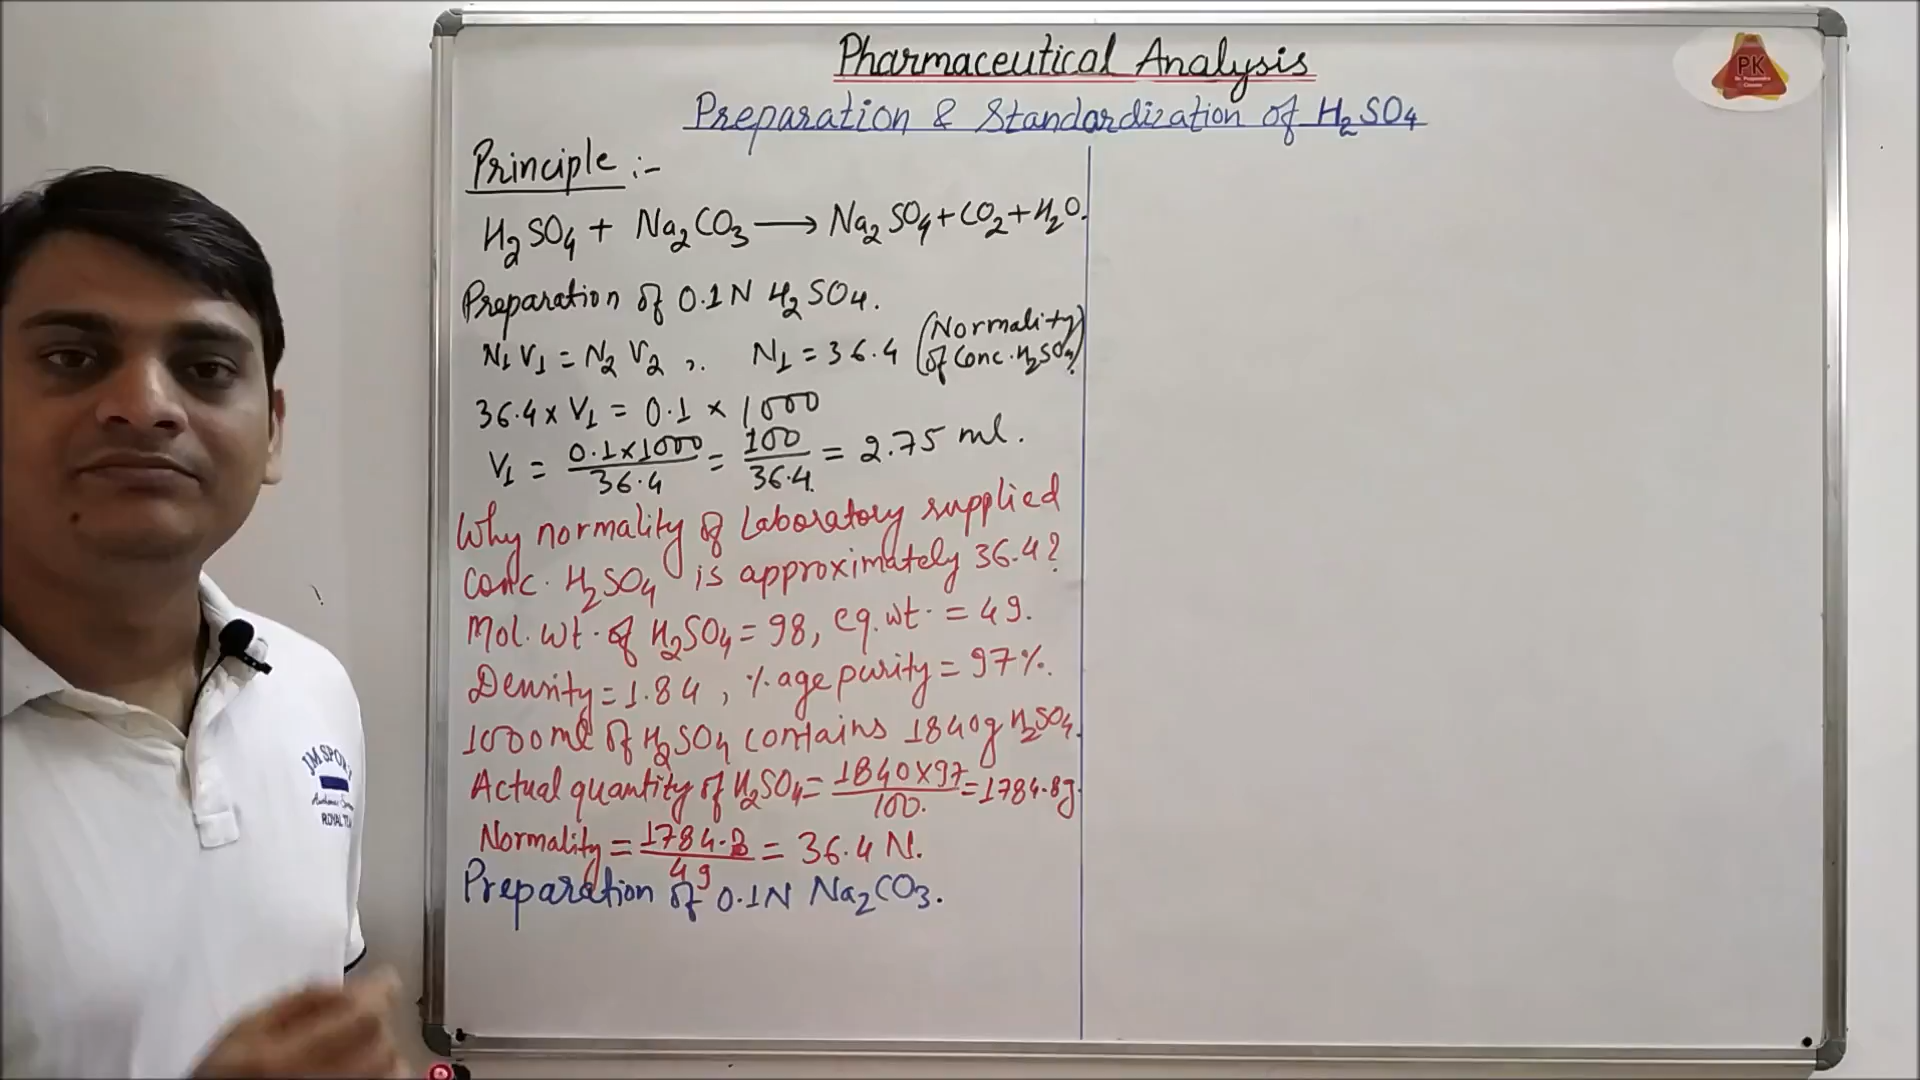 Pharmaceutical Analysis
PK
Preparation & Standardization of H2SO4
Principle :-
H2SO4 + Na2CO3 → Na2SO4 + CO2 + H2O.
Preparation of 0.1N H2SO4.
N1V1 = N2V2, N1 = 36.4 (Normality of Conc. H2SO4)
36.4 x V1 = 0.1 x 1000
V1 = 0.1x1000/36.4 = 100/36.4 = 2.75 ml.
Why normality of Laboratory supplied
Conc. H2SO4 is approximately 36.4?
Mol. wt. of H2SO4 = 98, eq. wt. = 49.
Density = 1.84, %age purity = 97%.
1000ml of H2SO4 contains 1840g H2SO4.
Actual quantity of H2SO4 = 1840x97/100. = 1784.8g.
Normality = 1784.8/49 = 36.4 N.
Preparation of 0.1N Na2CO3.
JM SPORT
ROYAL